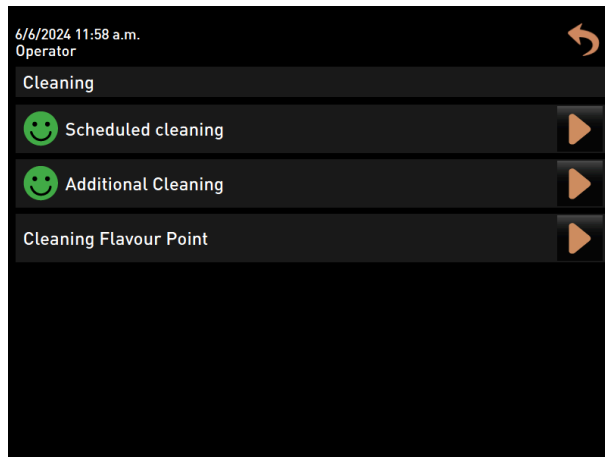 6/6/2024 11:58 a.m.
Operator
Cleaning
Scheduled cleaning
Additional Cleaning
Cleaning Flavour Point